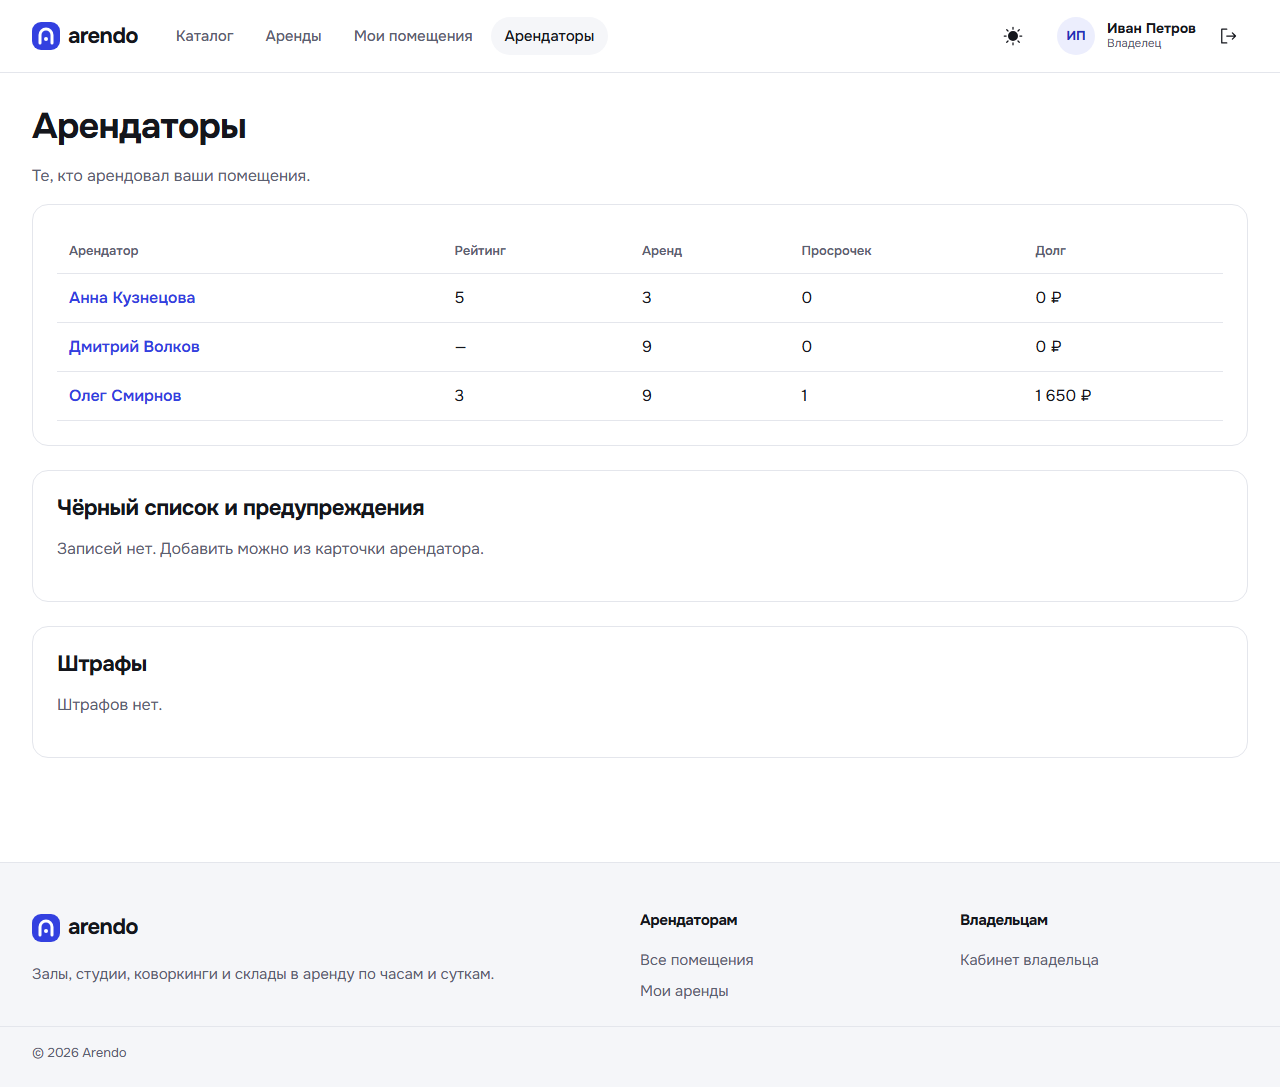 arendo
Каталог
Аренды
Мои помещения
Арендаторы
ИП
Иван Петров
Владелец
Арендаторы
Те, кто арендовал ваши помещения.
Арендатор Рейтинг Аренд Просрочек Долг
Анна Кузнецова 5 3 0 0 ₽
Дмитрий Волков — 9 0 0 ₽
Олег Смирнов 3 9 1 1 650 ₽
Чёрный список и предупреждения
Записей нет. Добавить можно из карточки арендатора.
Штрафы
Штрафов нет.
arendo
Залы, студии, коворкинги и склады в аренду по часам и суткам.
Арендаторам
Все помещения
Мои аренды
Владельцам
Кабинет владельца
© 2026 Arendo